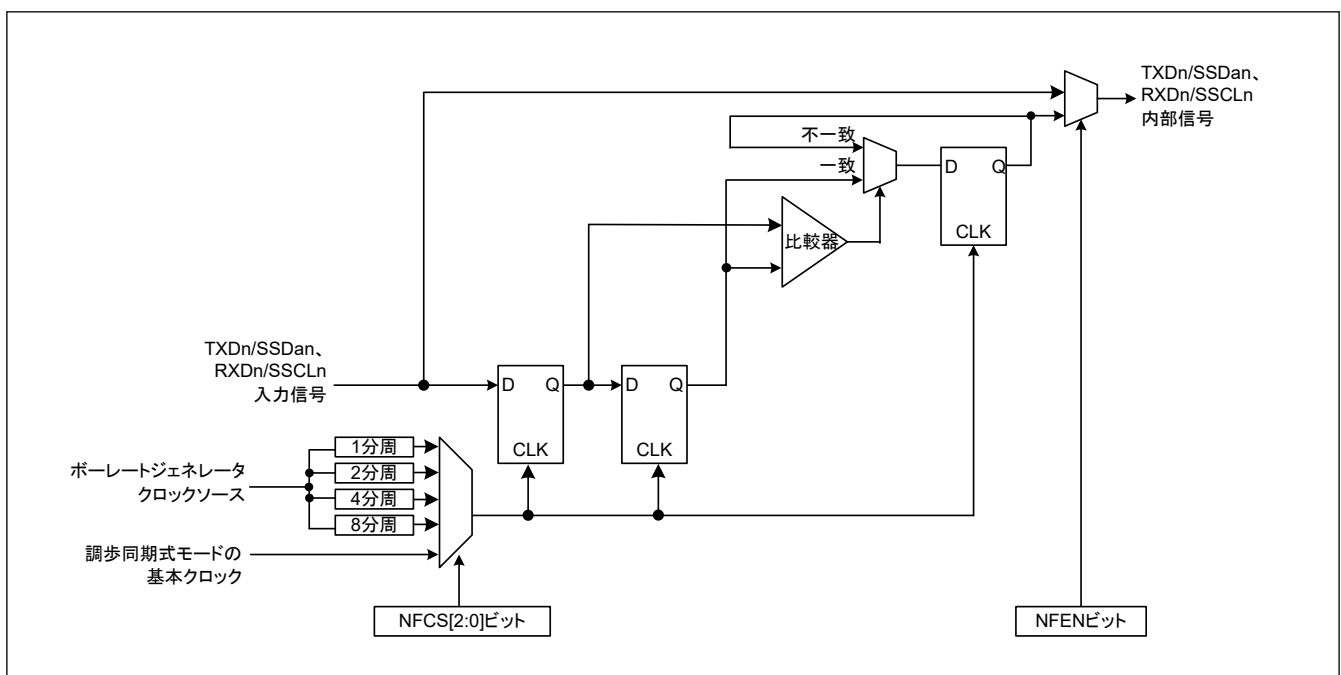 TXDn/SSDan、
RXDn/SSCLn
内部信号
不一致
一致
D Q
CLK
比較器
TXDn/SSDan、
RXDn/SSCLn
入力信号
D Q
CLK
D Q
CLK
ボーレートジェネレータ
クロックソース
1分周
2分周
4分周
8分周
調歩同期式モードの
基本クロック
NFCS[2:0]ビット
NFENビット